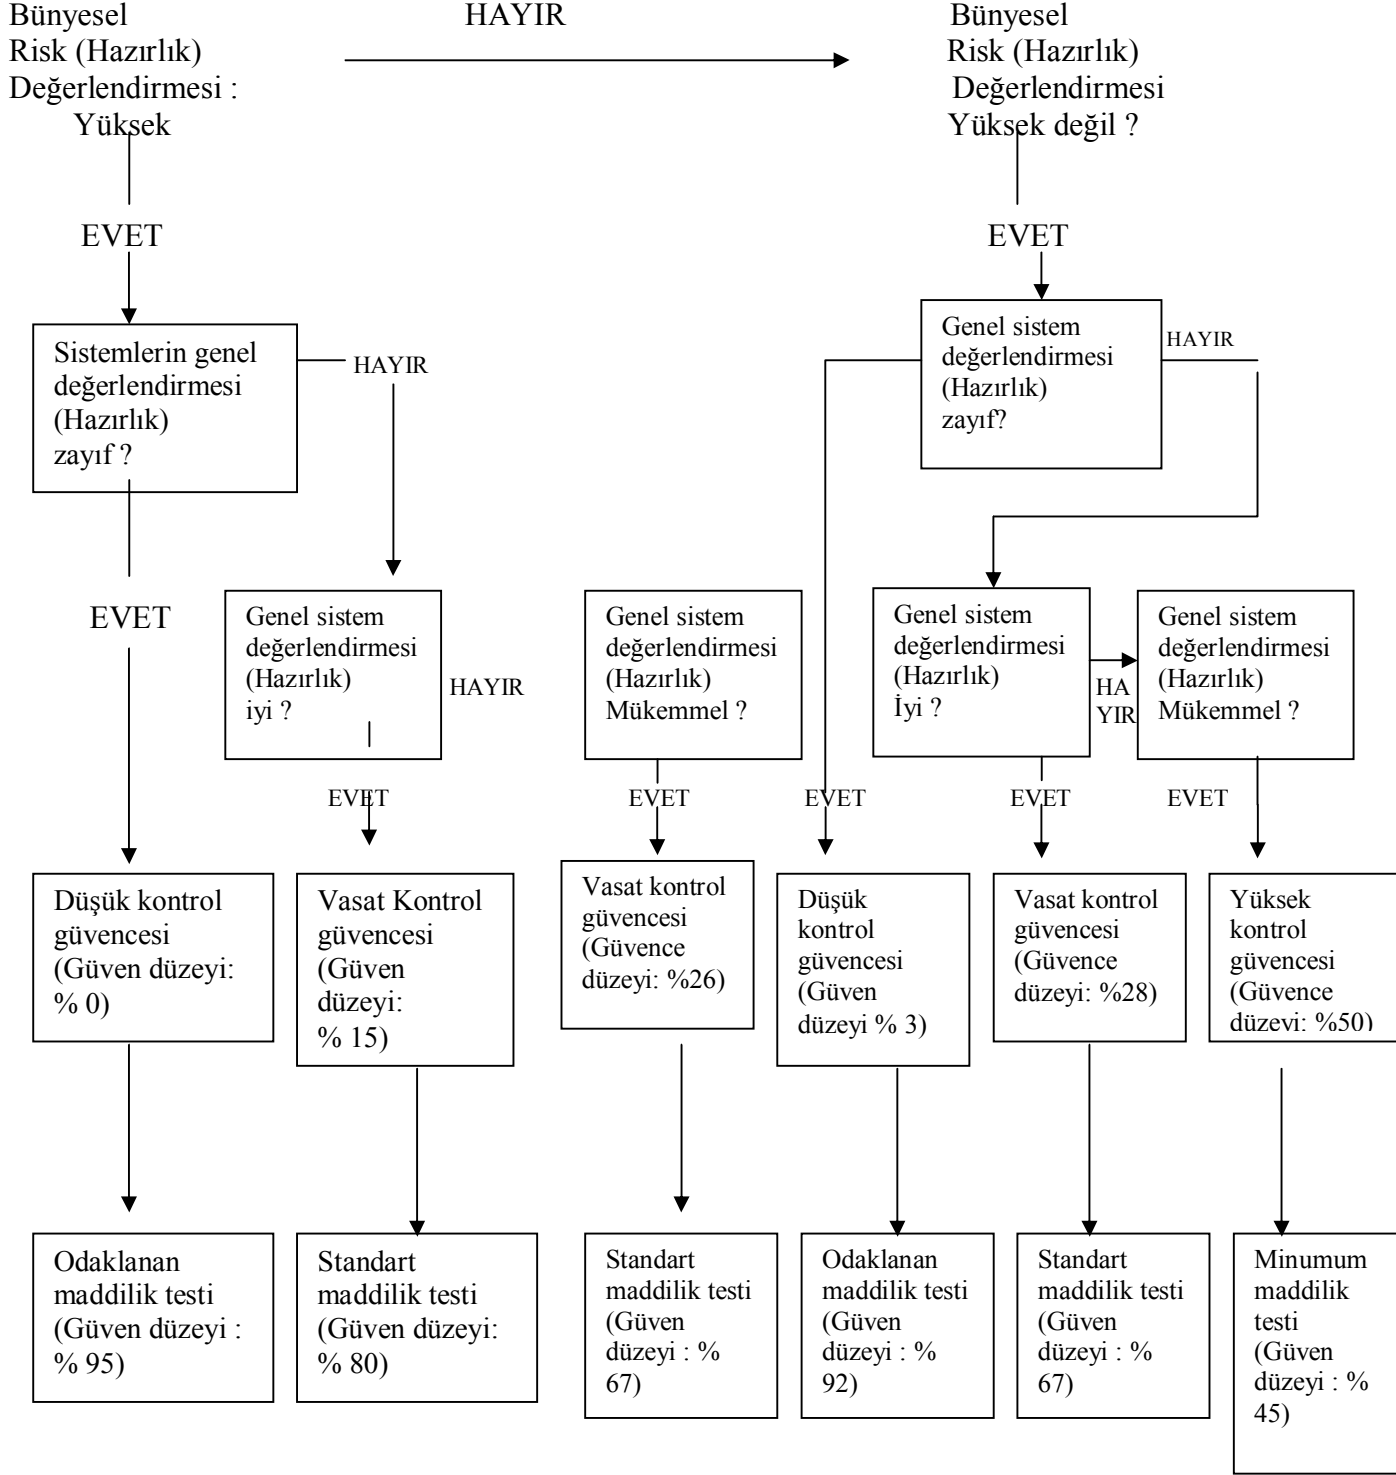 Bünyesel
Risk (Hazırlık)
Değerlendirmesi :
Yüksek
HAYIR
Bünyesel
Risk (Hazırlık)
Değerlendirmesi
Yüksek değil ?
EVET
EVET
Sistemlerin genel
değerlendirmesi
(Hazırlık)
zayıf ?
HAYIR
Genel sistem
değerlendirmesi
(Hazırlık)
zayıf?
HAYIR
EVET
Genel sistem
değerlendirmesi
(Hazırlık)
iyi ?
HAYIR
Genel sistem
değerlendirmesi
(Hazırlık)
Mükemmel ?
Genel sistem
değerlendirmesi
(Hazırlık)
İyi ?
HA
YIR
Genel sistem
değerlendirmesi
(Hazırlık)
Mükemmel ?
EVET
EVET
EVET
EVET
EVET
Düşük kontrol
güvencesi
(Güven düzeyi:
% 0)
Vasat Kontrol
güvencesi
(Güven
düzeyi:
% 15)
Vasat kontrol
güvencesi
(Güvence
düzeyi: %26)
Düşük
kontrol
güvencesi
(Güven
düzeyi % 3)
Vasat kontrol
güvencesi
(Güvence
düzeyi: %28)
Yüksek
kontrol
güvencesi
(Güvence
düzeyi: %50)
Odaklanan
maddilik testi
(Güven düzeyi :
% 95)
Standart
maddilik testi
(Güven düzeyi:
% 80)
Standart
maddilik testi
(Güven
düzeyi : %
67)
Odaklanan
maddilik testi
(Güven
düzeyi : %
92)
Standart
maddilik testi
(Güven
düzeyi : %
67)
Minumum
maddilik
testi
(Güven
düzeyi : %
45)